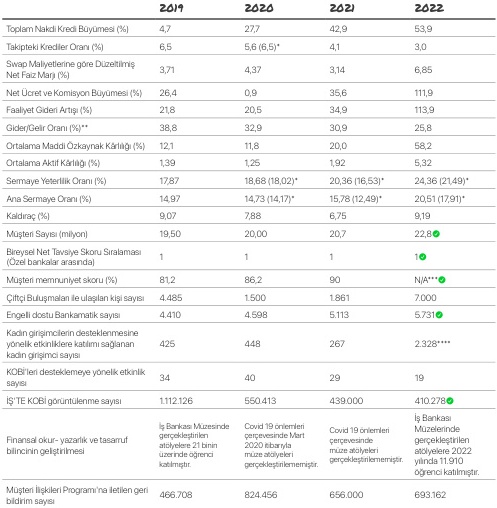 2019 2020 2021 2022
Toplam Nakdi Kredi Büyümesi (%) 4,7 27,7 42,9 53,9
Takipteki Krediler Oranı (%) 6,5 5,6 (6,5)* 4,1 3,0
Swap Maliyetlerine göre Düzeltilmiş
Net Faiz Marjı (%) 3,71 4,37 3,14 6,85
Net Ücret ve Komisyon Büyümesi (%) 26,4 0,9 35,6 111,9
Faaliyet Gideri Artışı (%) 21,8 20,5 34,9 113,9
Gider/Gelir Oranı (%)** 38,8 32,9 30,9 25,8
Ortalama Maddi Özkaynak Kârlılığı (%) 12,1 11,8 20,0 58,2
Ortalama Aktif Kârlılığı (%) 1,39 1,25 1,92 5,32
Sermaye Yeterlilik Oranı (%) 17,87 18,68 (18,02)* 20,36 (16,53)* 24,36 (21,49)*
Ana Sermaye Oranı (%) 14,97 14,73 (14,17)* 15,78 (12,49)* 20,51 (17,91)*
Kaldıraç (%) 9,07 7,88 6,75 9,19
Müşteri Sayısı (milyon) 19,50 20,00 20,7 22,8
Bireysel Net Tavsiye Skoru Sıralaması
(Özel bankalar arasında) 1 1 1 1
Müşteri memnuniyet skoru (%) 81,2 86,2 90 N/A***
Çiftçi Buluşmaları ile ulaşılan kişi sayısı 4.485 1.500 1.861 7.000
Engelli dostu Bankamatik sayısı 4.410 4.598 5.113 5.731
Kadın girişimcilerin desteklenmesine
yönelik etkinliklere katılımı sağlanan
kadın girişimci sayısı 425 448 267 2.328****
KOBİ'leri desteklemeye yönelik etkinlik
sayısı 34 40 29 19
İŞ'TE KOBİ görüntülenme sayısı 1.112.126 550.413 439.000 410.278
Finansal okur- yazarlık ve tasarruf
bilincinin geliştirilmesi
İş Bankası Müzesinde
gerçekleştirilen
atölyelere 21 binin
üzerinde öğrenci
katılmıştır.
Covid 19 önlemleri
çerçevesinde Mart
2020 itibarıyla
müze atölyeleri
gerçekleştirilememiştir.
Covid 19 önlemleri
çerçevesinde
müze atölyeleri
gerçekleştirilememiştir.
İş Bankası
Müzelerinde
gerçekleştirilen
atölyelere 2022
yılında 11.910
öğrenci katılmıştır.
Müşteri İlişkileri Programı'na iletilen geri
bildirim sayısı 466.708 824.456 656.000 693.162